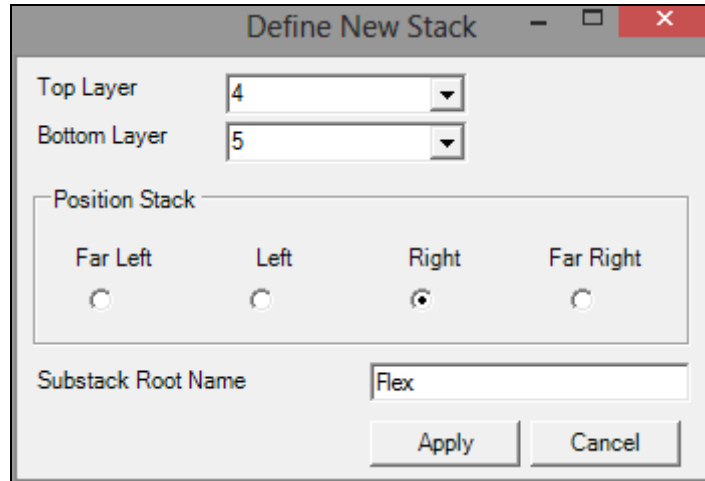 Define New Stack
Top Layer 4
Bottom Layer 5
Position Stack
Far Left Left Right Far Right
Substack Root Name Flex
Apply Cancel